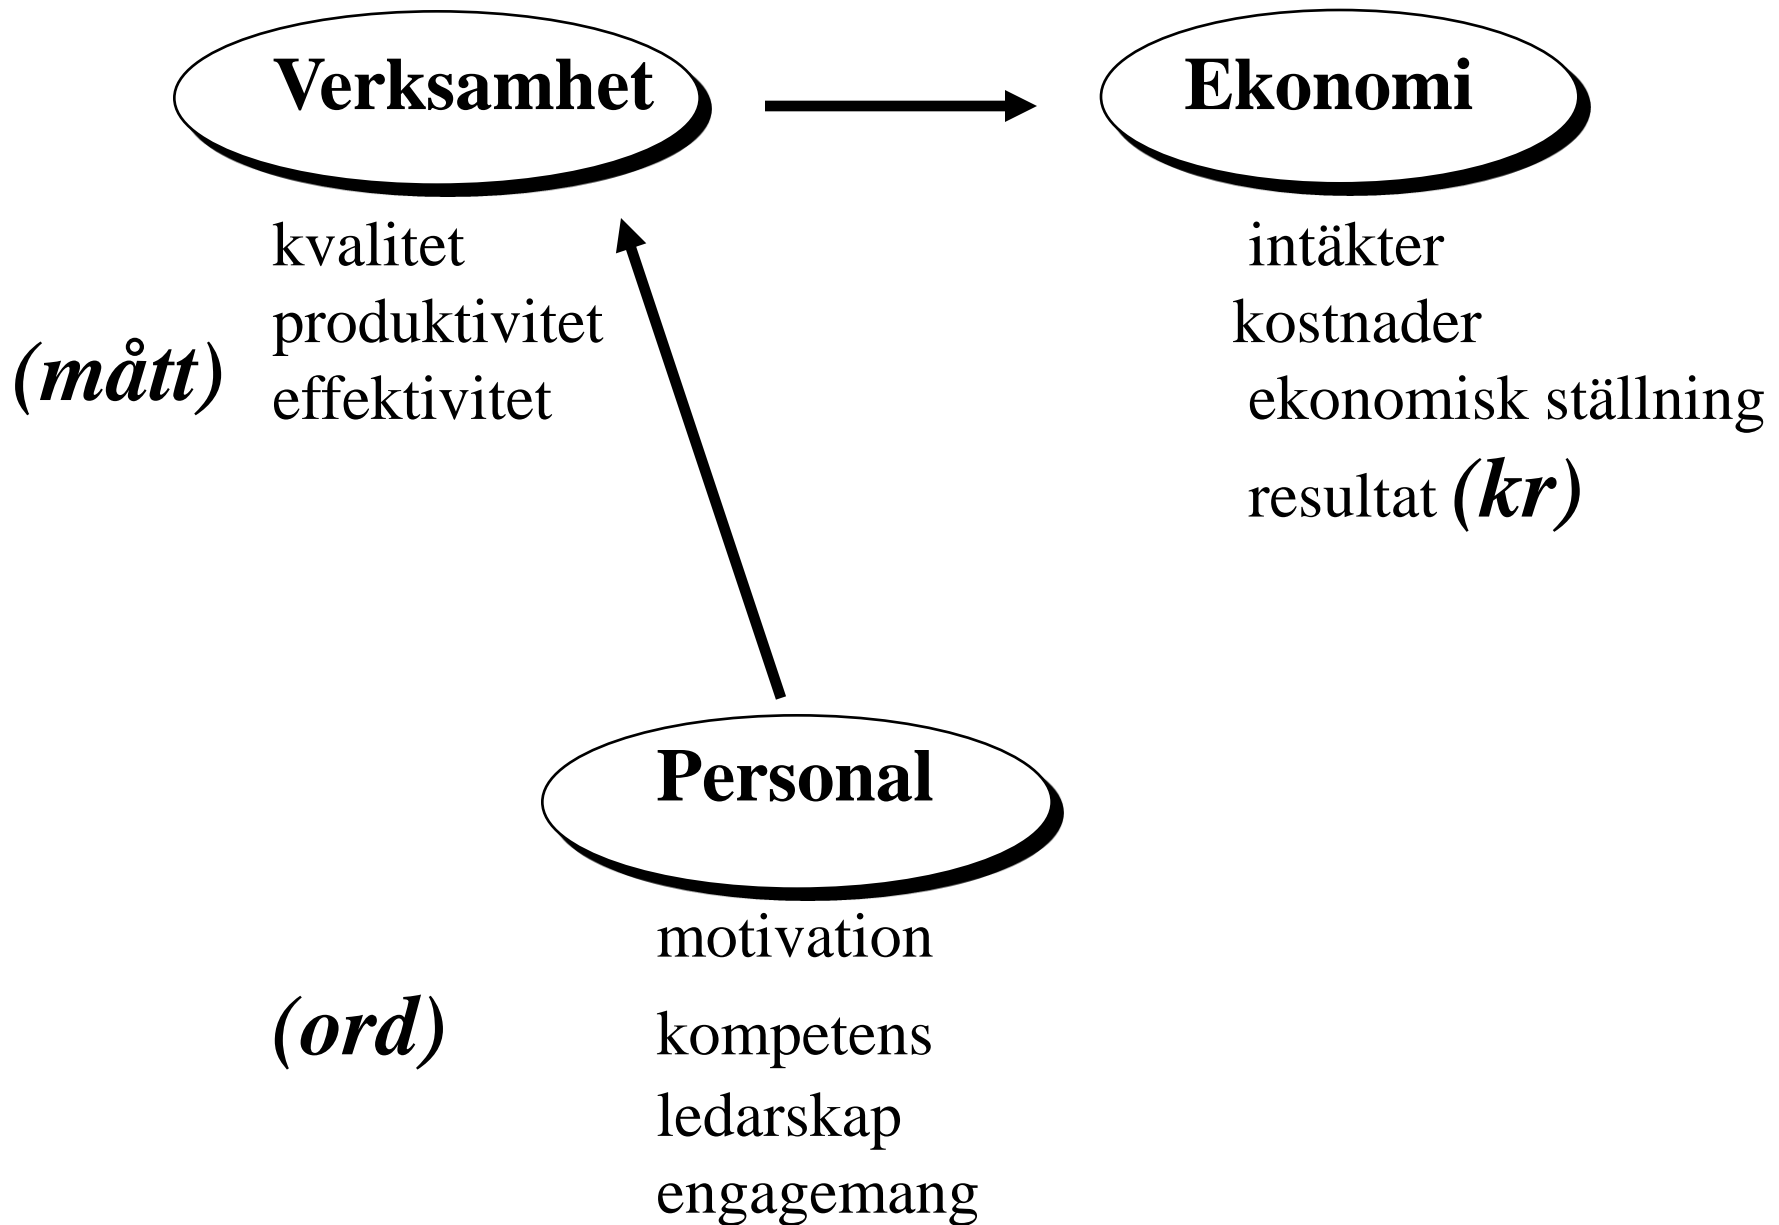 Verksamhet
Ekonomi
kvalitet
produktivitet
(mått)
effektivitet
intäkter
kostnader
ekonomisk ställning
resultat (kr)
Personal
motivation
(ord)
kompetens
ledarskap
engagemang